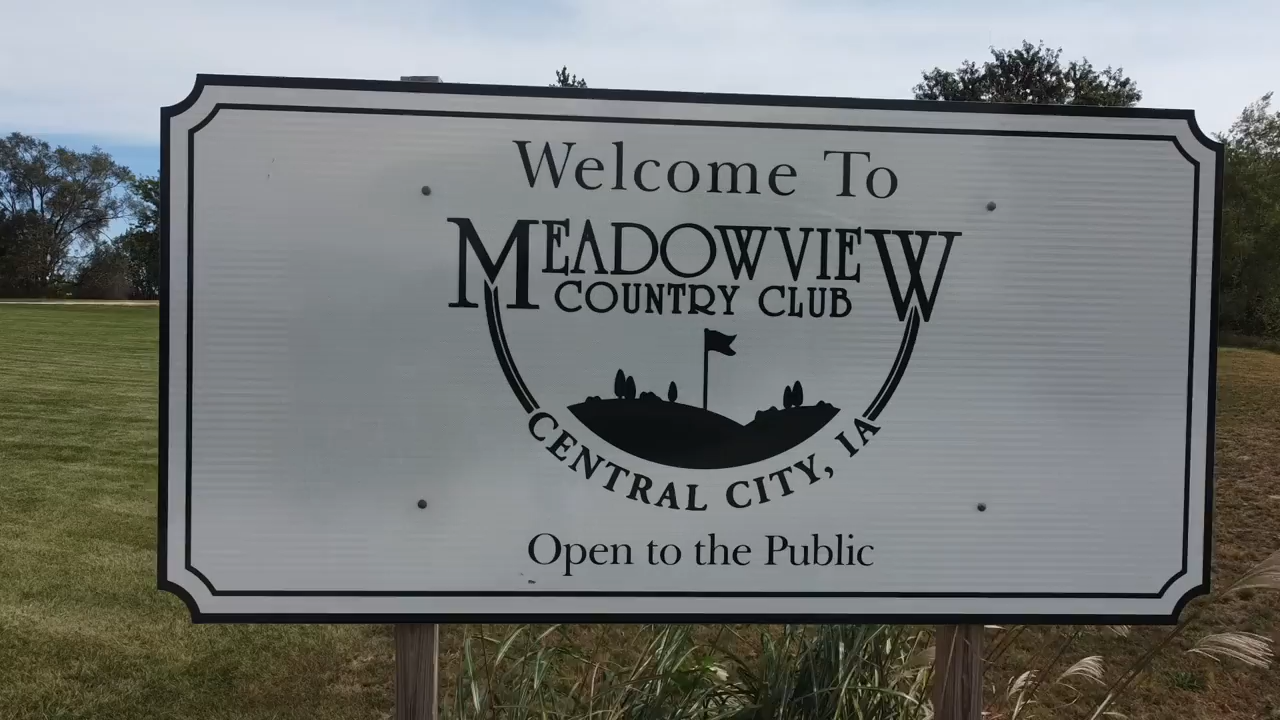 Welcome To
MEADOWVIEW
COUNTRY CLUB
CENTRAL CITY, IA
Open to the Public